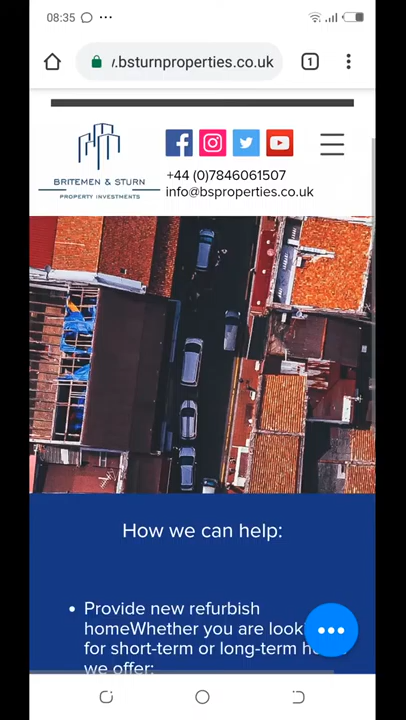 08:35
.bsturnproperties.co.uk
1
BRITEMEN & STURN
PROPERTY INVESTMENTS
+44 (0)7846061507
info@bsproperties.co.uk
How we can help:
• Provide new refurbish
homeWhether you are look
for short-term or long-term
we offer: